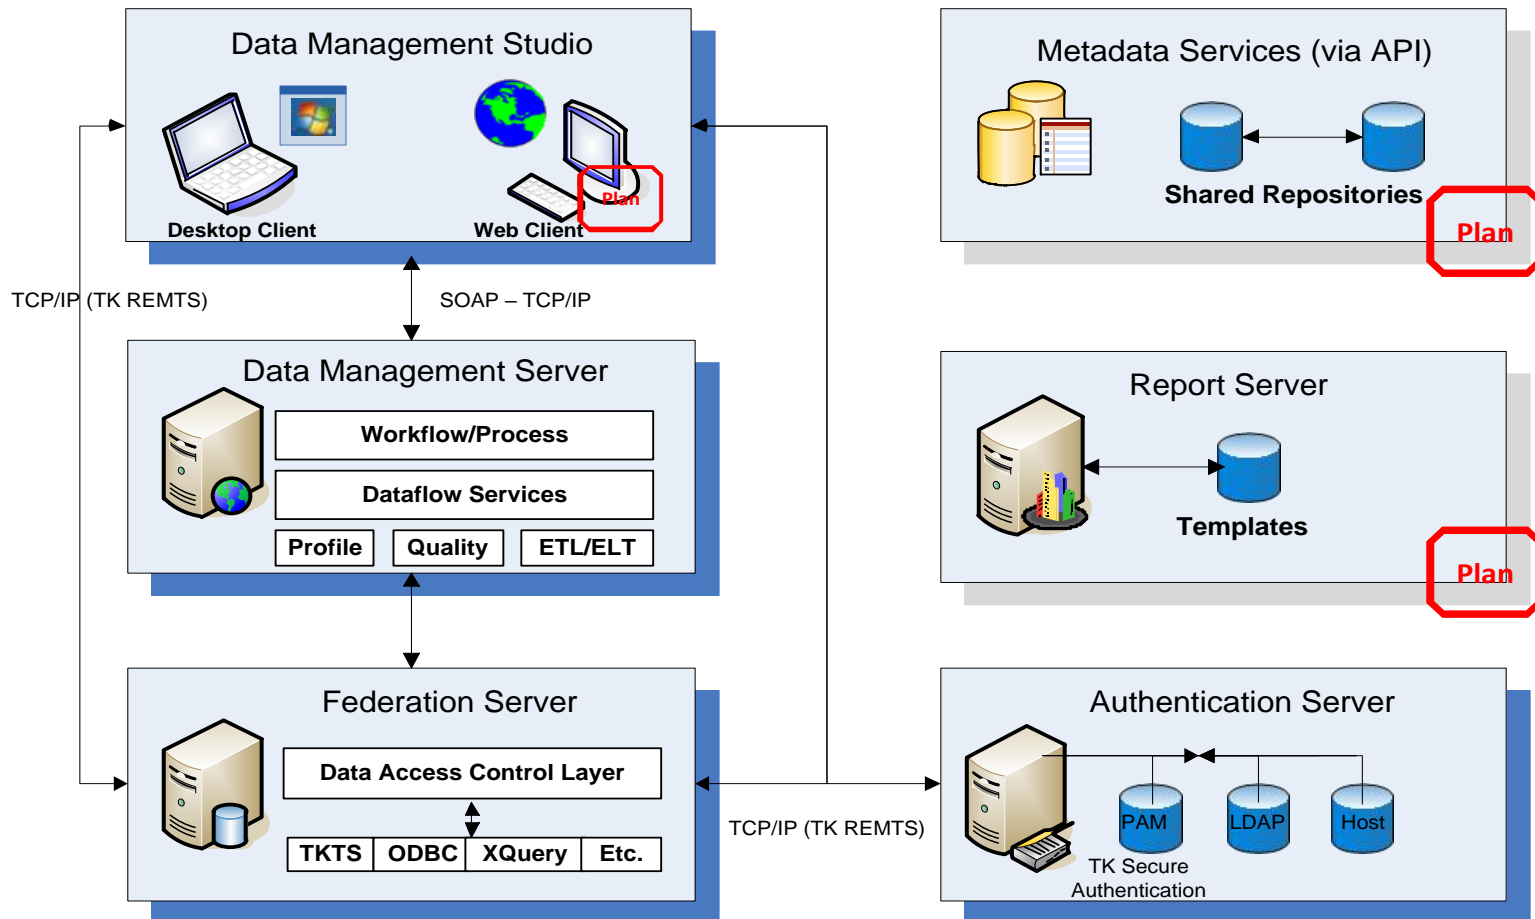 Data Management Studio
Desktop Client
Web Client
Plan
Metadata Services (via API)
Shared Repositories
Plan
TCP/IP (TK REMTS)
SOAP – TCP/IP
Data Management Server
Workflow/Process
Dataflow Services
Profile
Quality
ETL/ELT
Report Server
Templates
Plan
Federation Server
Data Access Control Layer
TKTS
ODBC
XQuery
Etc.
TCP/IP (TK REMTS)
Authentication Server
PAM
LDAP
Host
TK Secure
Authentication